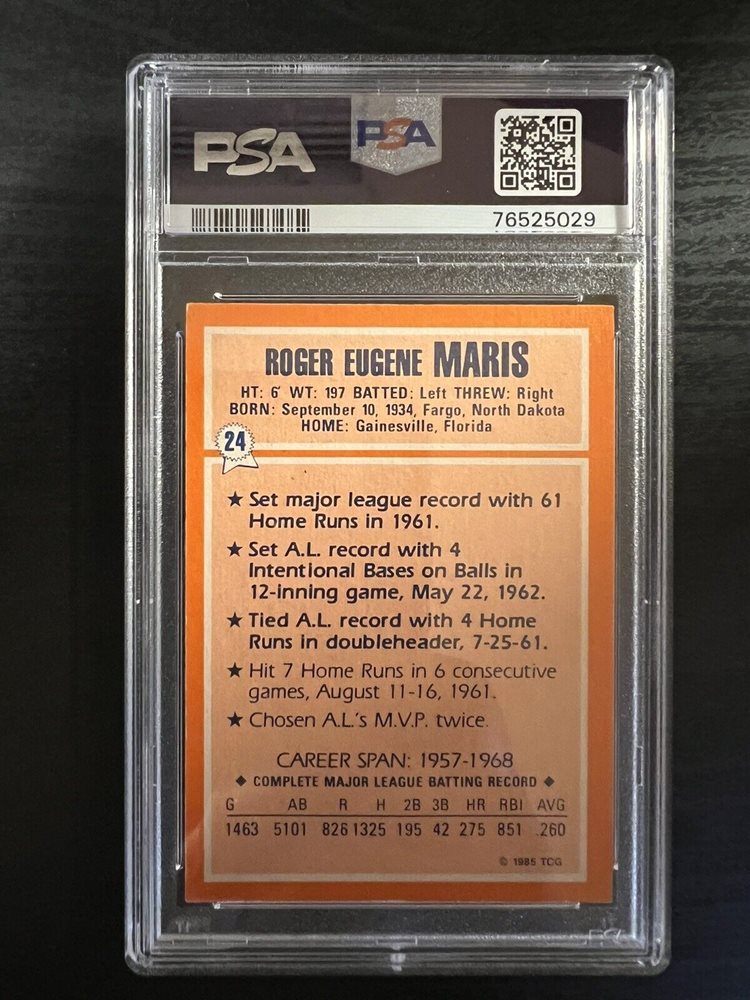 PSA PSA
76525029
ROGER EUGENE MARIS
HT: 6' WT: 197 BATTED: Left THREW: Right
BORN: September 10, 1934, Fargo, North Dakota
HOME: Gainesville, Florida
24
★ Set major league record with 61
Home Runs in 1961.
★ Set A.L. record with 4
Intentional Bases on Balls in
12-inning game, May 22, 1962.
★ Tied A.L. record with 4 Home
Runs in doubleheader, 7-25-61.
★ Hit 7 Home Runs in 6 consecutive
games, August 11-16, 1961.
★ Chosen A.L.'s M.V.P. twice.
CAREER SPAN: 1957-1968
◆ COMPLETE MAJOR LEAGUE BATTING RECORD ◆
G AB R H 2B 3B HR RBI AVG
1463 5101 826 1325 195 42 275 851 .260
© 1985 TCG
PSA